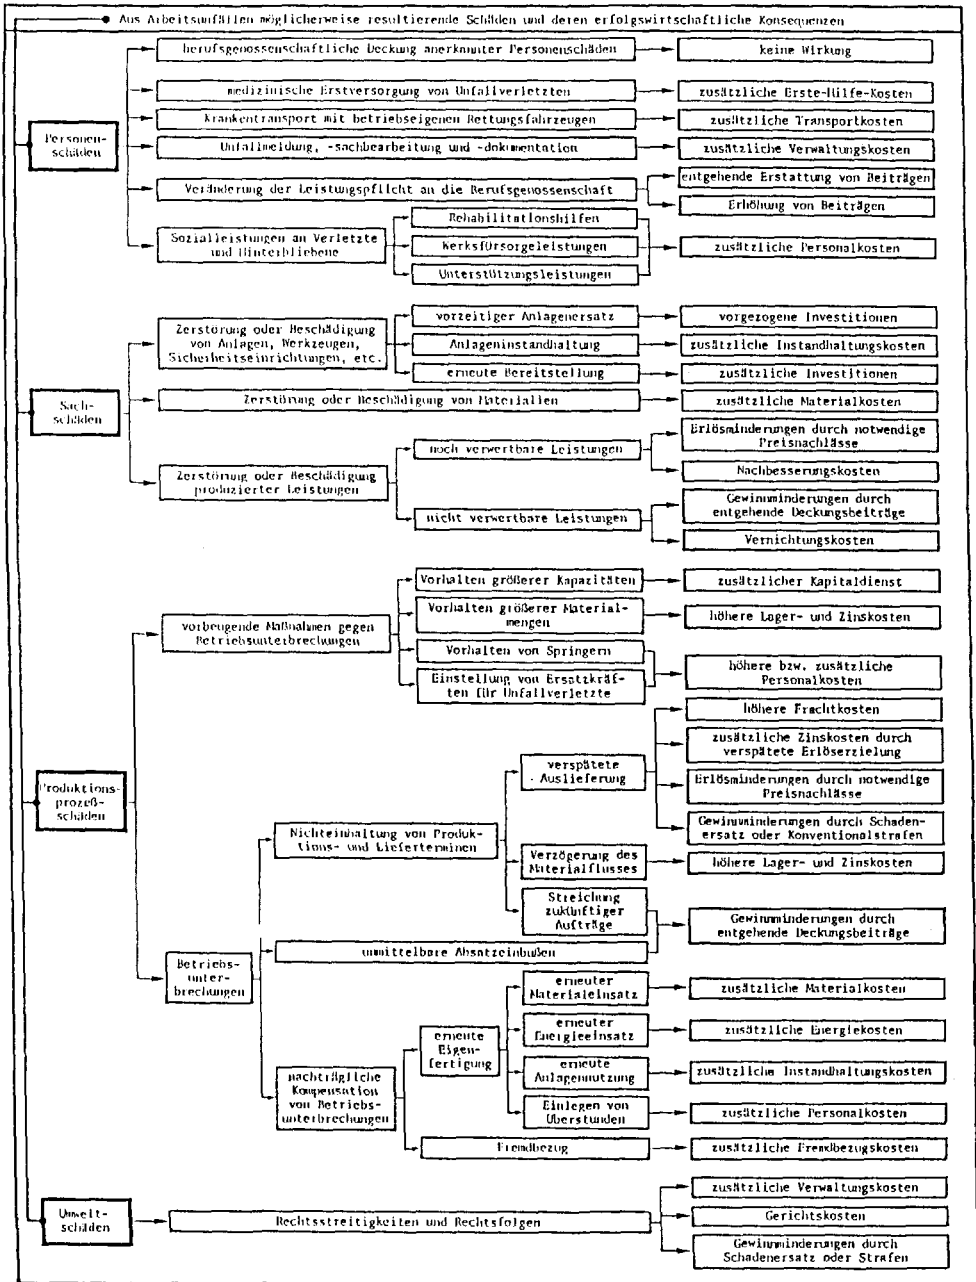 Aus Arbeitsunfällen möglicherweise resultierende Schäden und deren erfolgswirtschaftliche Konsequenzen
Personen-
schäden
berufsgenossenschaftliche Deckung anerkannter Personenschäden
keine Wirkung
medizinische Erstversorgung von Unfallverletzten
zusätzliche Erste-Hilfe-Kosten
Krankentransport mit betriebseigenen Rettungsfahrzeugen
zusätzliche Transportkosten
Unfallmeldung, -sachbearbeitung und -dokumentation
zusätzliche Verwaltungskosten
Veränderung der Leistungspflicht an die Berufsgenossenschaft
entgehende Erstattung von Beiträgen
Erhöhung von Beiträgen
Sozialleistungen an Verletzte
und Hinterbliebene
Rehabilitationshilfen
Werksfürsorgeleistungen
Unterstützungsleistungen
zusätzliche Personalkosten
Sach-
schäden
Zerstörung oder Beschädigung
von Anlagen, Werkzeugen,
Sicherheitseinrichtungen, etc.
vorzeitiger Anlagenersatz
vorgezogene Investitionen
Anlageninstandhaltung
zusätzliche Instandhaltungskosten
erneute Bereitstellung
zusätzliche Investitionen
Zerstörung oder Beschädigung von Materialien
zusätzliche Materialkosten
Zerstörung oder Beschädigung
produzierter Leistungen
noch verwertbare Leistungen
Erlösminderungen durch notwendige
Preisnachlässe
Nachbesserungskosten
nicht verwertbare Leistungen
Gewinnminderungen durch
entgehende Deckungsbeiträge
Vernichtungskosten
Produktions-
prozeß-
schäden
vorbeugende Maßnahmen gegen
Betriebsunterbrechungen
Vorhalten größerer Kapazitäten
zusätzlicher Kapitaldienst
Vorhalten größerer Material-
mengen
höhere Lager- und Zinskosten
Vorhalten von Springern
Einstellung von Ersatzkräf-
ten für Unfallverletzte
höhere bzw. zusätzliche
Personalkosten
Betriebs-
unter-
brechungen
Nichteinhaltung von Produk-
tions- und Lieferterminen
verspätete
Auslieferung
höhere Frachtkosten
zusätzliche Zinskosten durch
verspätete Erlöserzielung
Erlösminderungen durch notwendige
Preisnachlässe
Gewinnminderungen durch Schaden-
ersatz oder Konventionalstrafen
Verzögerung des
Materialflusses
höhere Lager- und Zinskosten
Streichung
zukünftiger
Aufträge
Gewinnminderungen durch
entgehende Deckungsbeiträge
unmittelbare Absatzeinbußen
nachträgliche
Kompensation
von Betriebs-
unterbrechungen
erneute
Eigen-
fertigung
erneuter
Materialeinsatz
zusätzliche Materialkosten
erneuter
Energieeinsatz
zusätzliche Energiekosten
erneute
Anlagennutzung
zusätzliche Instandhaltungskosten
Einlegen von
Überstunden
zusätzliche Personalkosten
Fremdbezug
zusätzliche Fremdbezugskosten
Umwelt-
schäden
Rechtsstreitigkeiten und Rechtsfolgen
zusätzliche Verwaltungskosten
Gerichtskosten
Gewinnminderungen durch
Schadenersatz oder Strafen